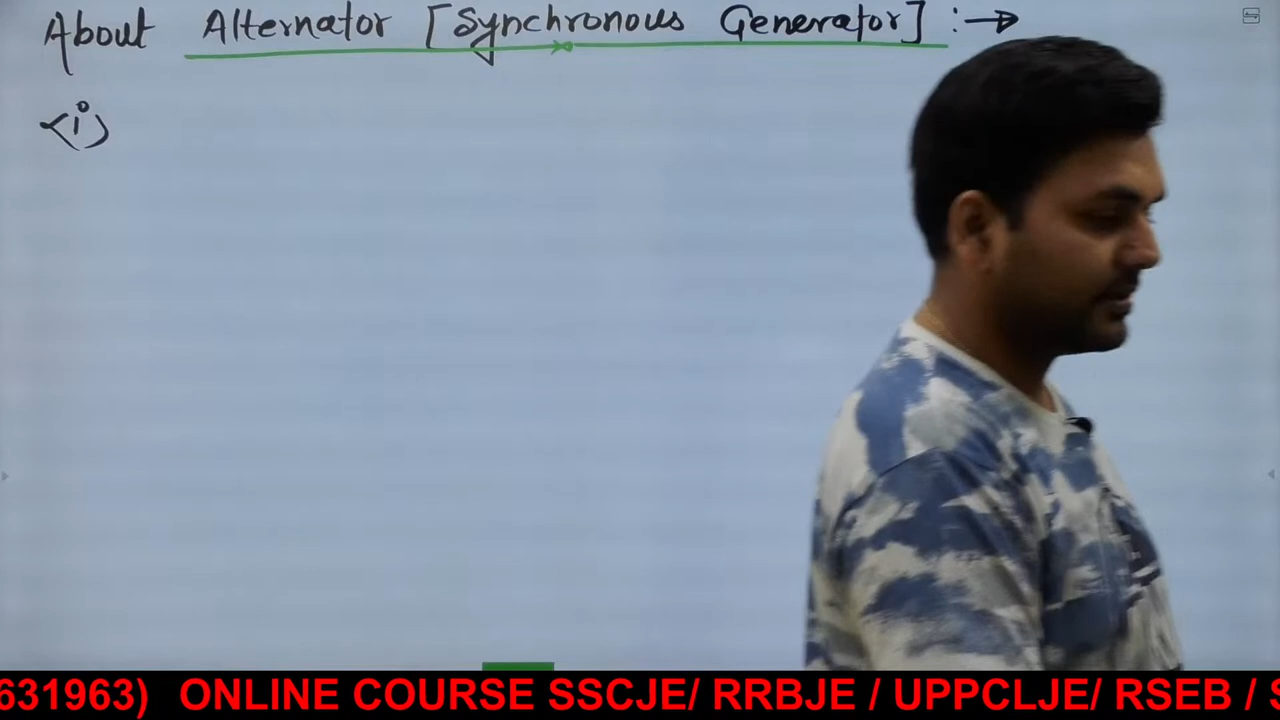 About Alternator [Synchronous Generator] :→
<i>
631963) ONLINE COURSE SSCJE/ RRBJE / UPPCLJE/ RSEB / S